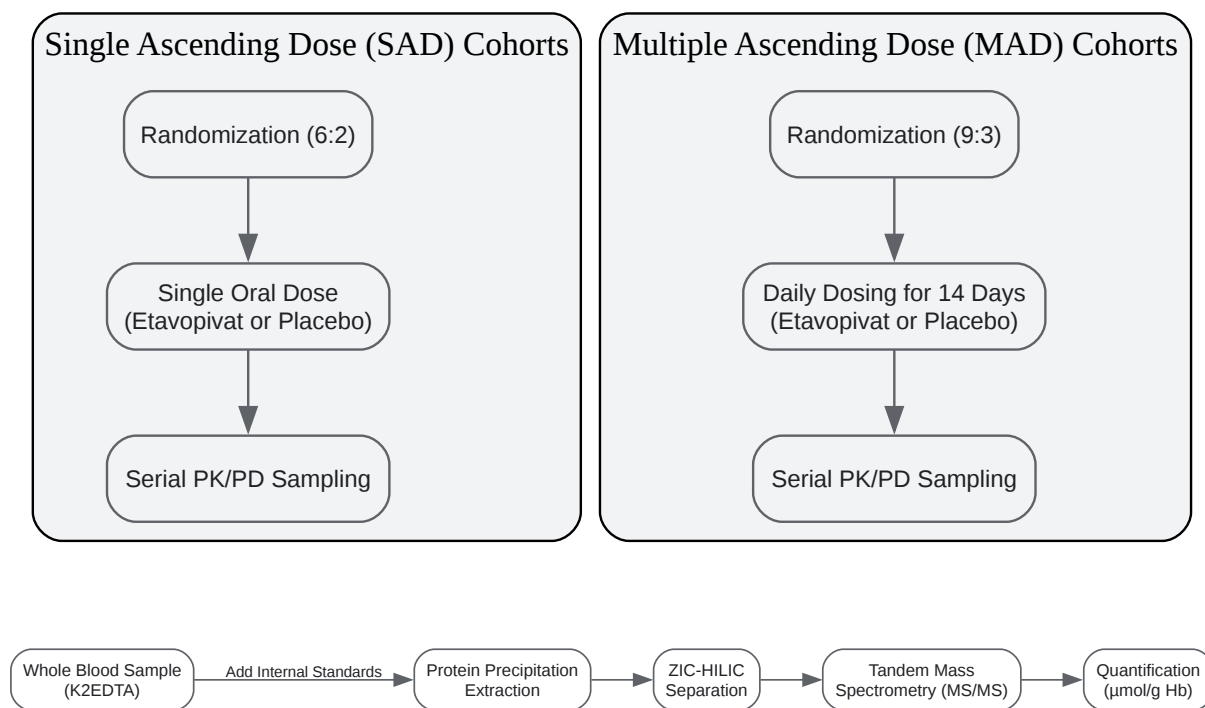 Single Ascending Dose (SAD) Cohorts
Randomization (6:2)
Single Oral Dose
(Etavopivat or Placebo)
Serial PK/PD Sampling
Multiple Ascending Dose (MAD) Cohorts
Randomization (9:3)
Daily Dosing for 14 Days
(Etavopivat or Placebo)
Serial PK/PD Sampling
Whole Blood Sample
(K2EDTA)
Add Internal Standards
Protein Precipitation
Extraction
ZIC-HILIC
Separation
Tandem Mass
Spectrometry (MS/MS)
Quantification
(µmol/g Hb)